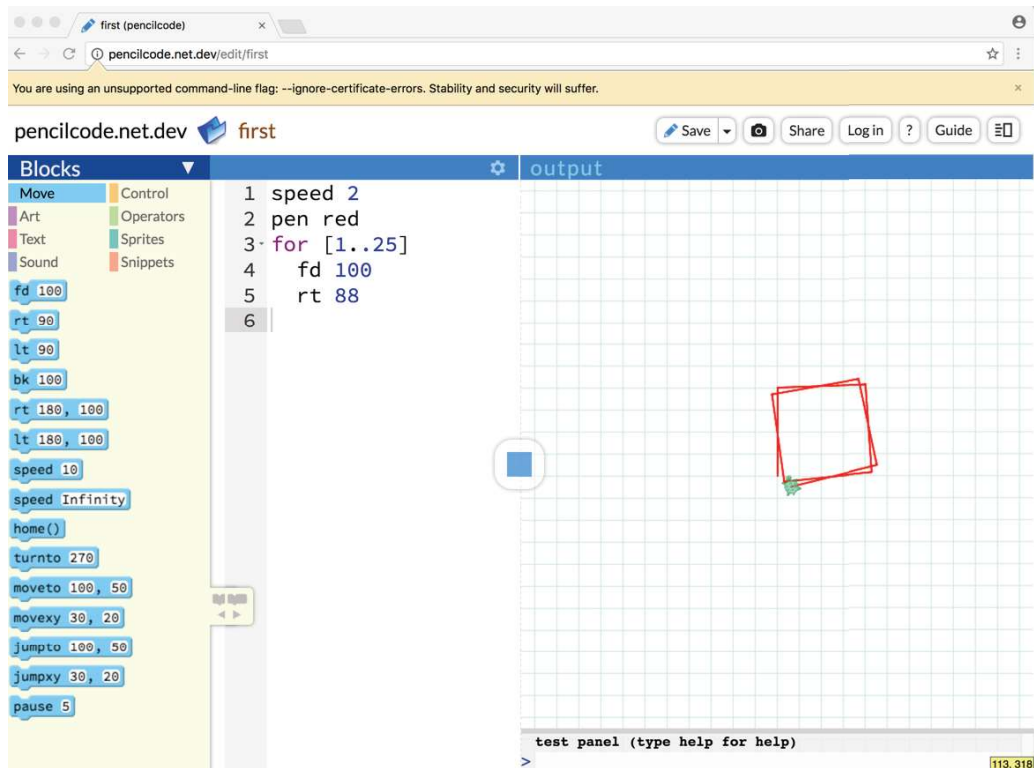 first (pencilcode)
pencilcode.net.dev/edit/first
You are using an unsupported command-line flag: --ignore-certificate-errors. Stability and security will suffer.
pencilcode.net.dev first
Save Share Log in ? Guide
Blocks
Move Control
Art Operators
Text Sprites
Sound Snippets
fd 100
rt 90
lt 90
bk 100
rt 180, 100
lt 180, 100
speed 10
speed Infinity
home()
turnto 270
moveto 100, 50
movexy 30, 20
jumpto 100, 50
jumpxy 30, 20
pause 5
1 speed 2
2 pen red
3 for [1..25]
4 fd 100
5 rt 88
6
output
test panel (type help for help)
>
113, 318